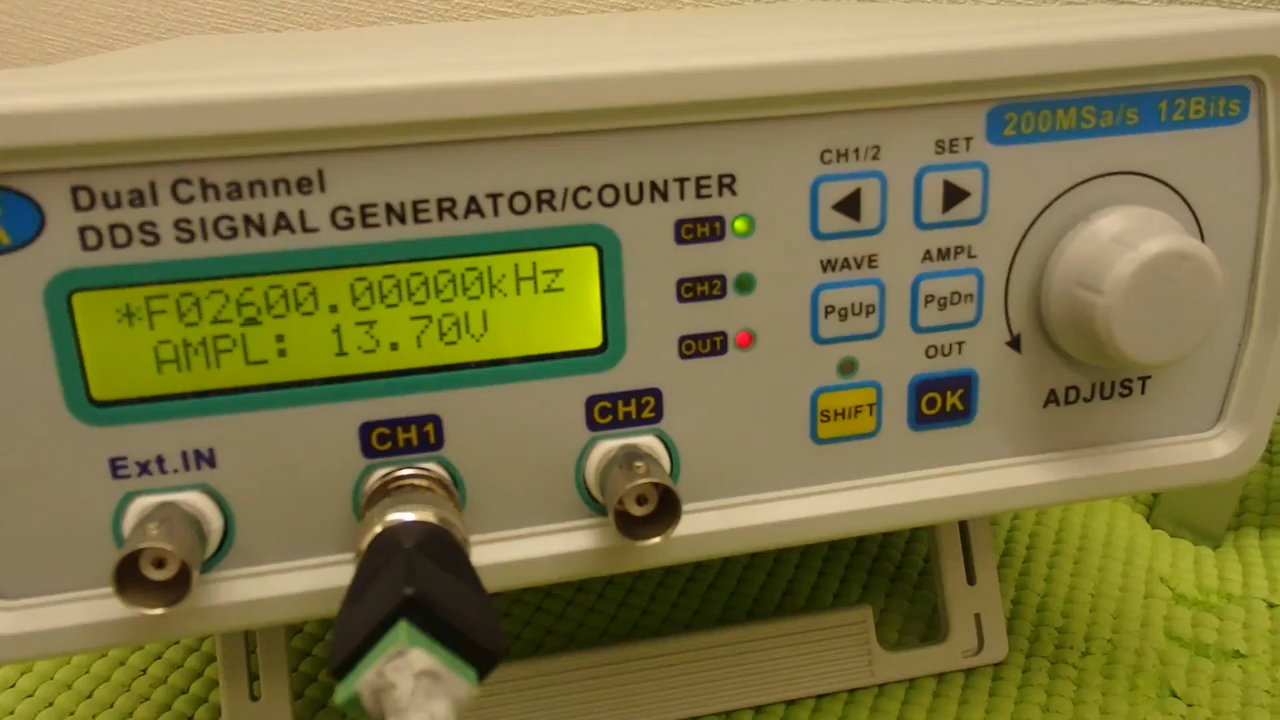 200MSa/s 12Bits
Dual Channel
DDS SIGNAL GENERATOR/COUNTER
*F02600.00000kHz
AMPL: 13.70V
CH1
CH2
OUT
CH1/2
SET
WAVE
AMPL
PgUp
PgDn
OUT
SHIFT
OK
ADJUST
Ext.IN
CH1
CH2